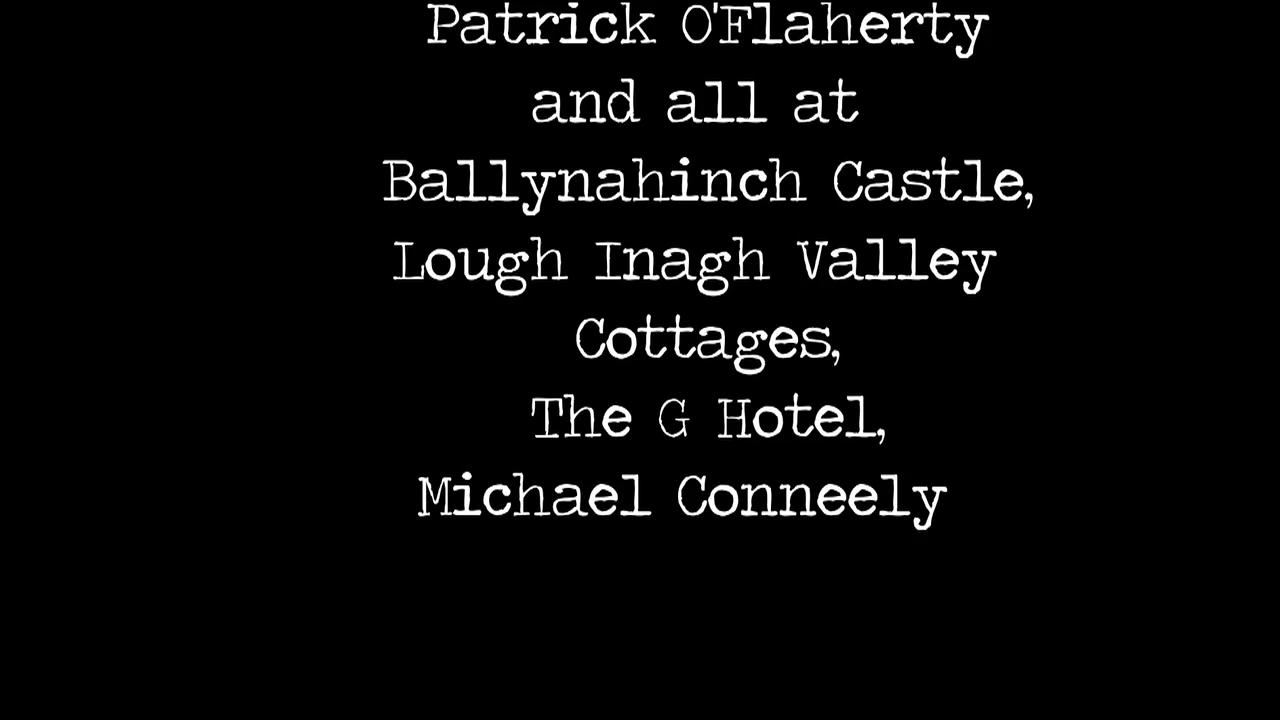 Patrick O'Flaherty
and all at
Ballynahinch Castle,
Lough Inagh Valley
Cottages,
The G Hotel,
Michael Conneely